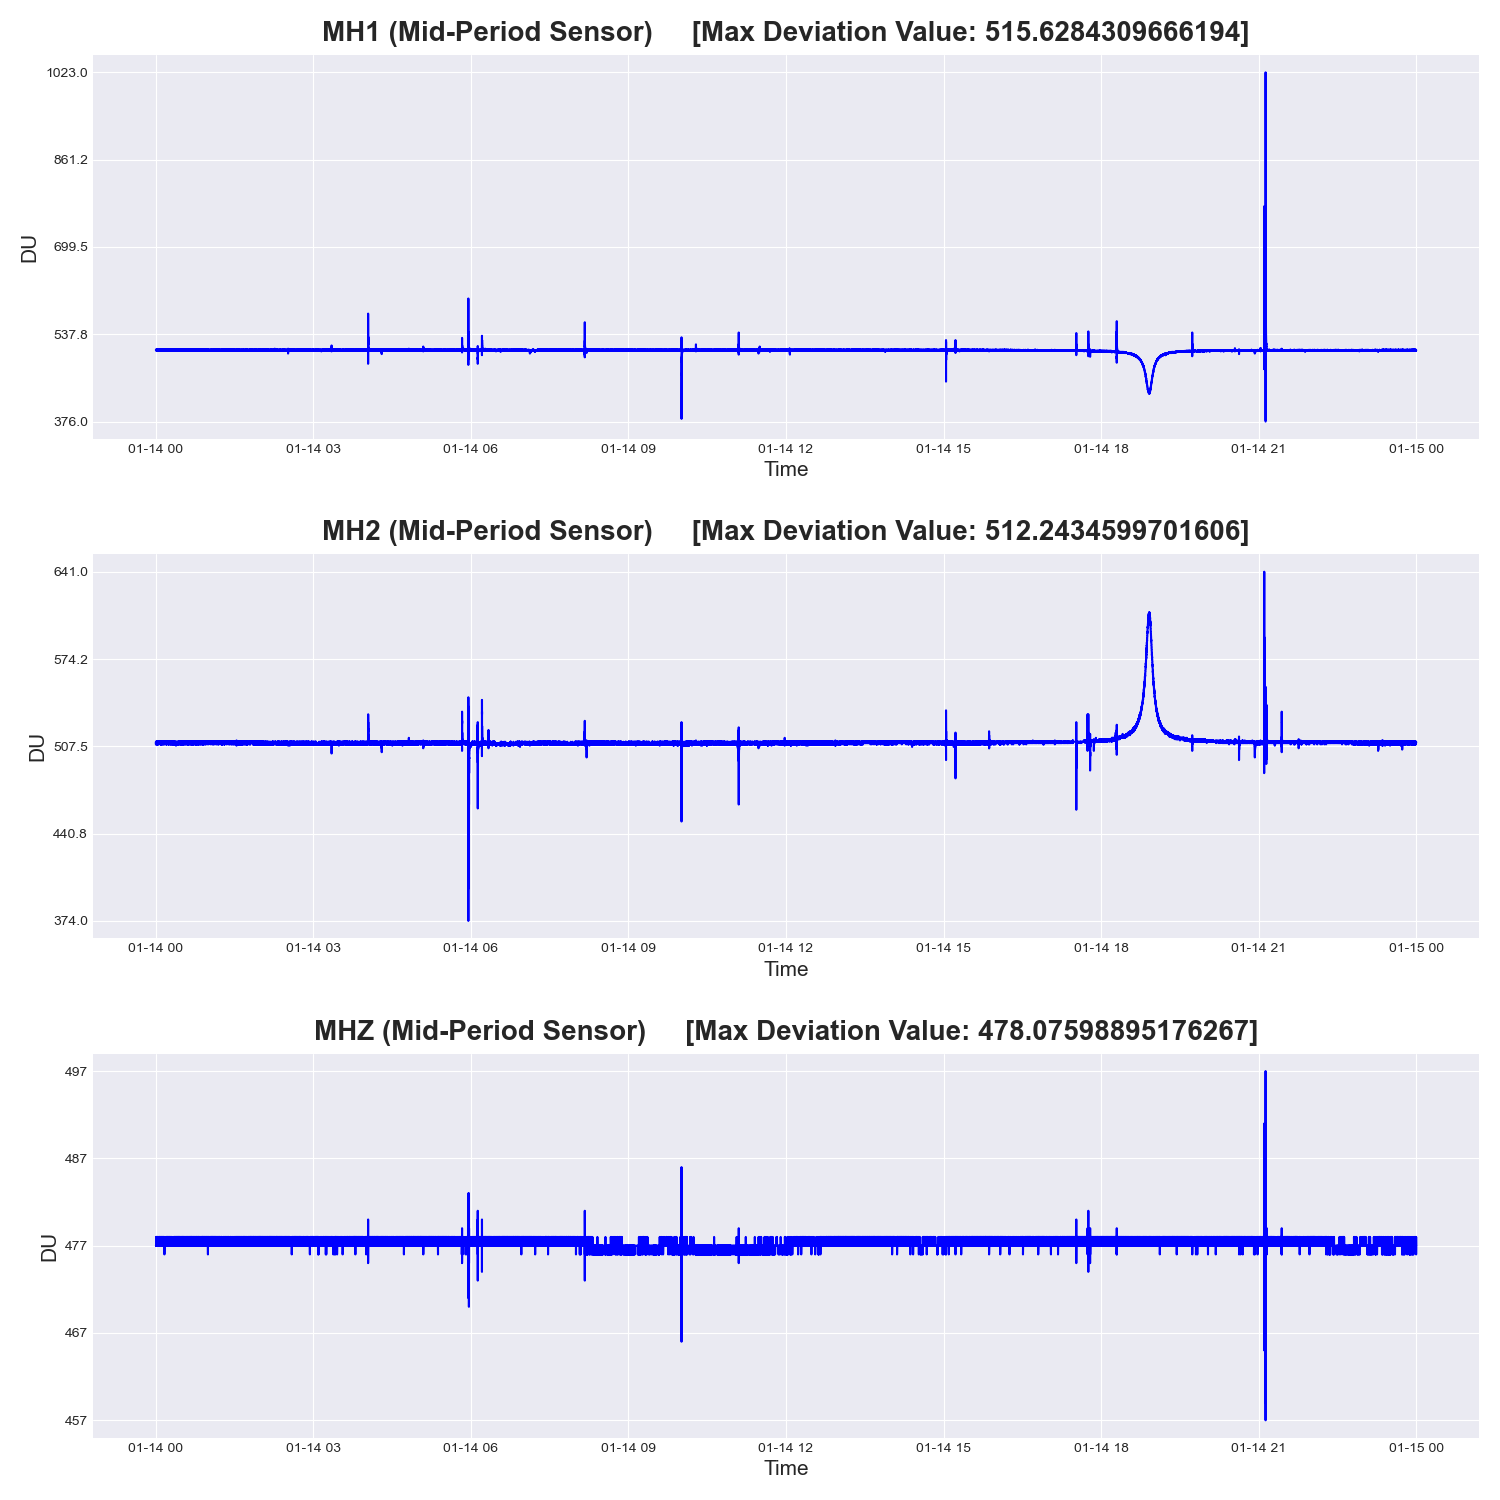 MH1 (Mid-Period Sensor) [Max Deviation Value: 515.6284309666194]
1023.0
861.2
699.5
537.8
376.0
DU
01-14 00 01-14 03 01-14 06 01-14 09 01-14 12 01-14 15 01-14 18 01-14 21 01-15 00
Time
MH2 (Mid-Period Sensor) [Max Deviation Value: 512.2434599701606]
641.0
574.2
507.5
440.8
374.0
DU
01-14 00 01-14 03 01-14 06 01-14 09 01-14 12 01-14 15 01-14 18 01-14 21 01-15 00
Time
MHZ (Mid-Period Sensor) [Max Deviation Value: 478.07598895176267]
497
487
477
467
457
DU
01-14 00 01-14 03 01-14 06 01-14 09 01-14 12 01-14 15 01-14 18 01-14 21 01-15 00
Time